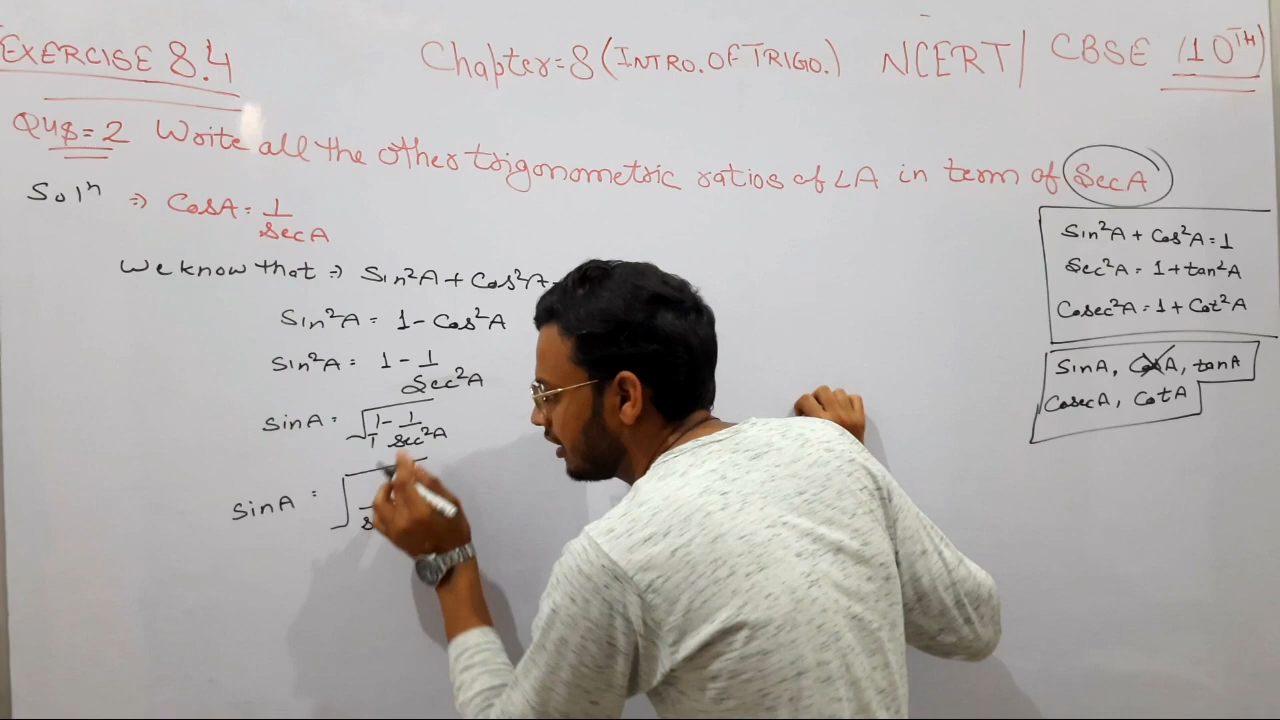 EXERCISE 8.4
Chapter=8 (INTRO. OF TRIGO.) NCERT/ CBSE (10TH)
QUS=2 Write all the other trigonometric ratios of ∠A in term of SecA
Solⁿ ⇒ CosA = 1/SecA
We know that ⇒ Sin²A + Cos²A
Sin²A = 1 - Cos²A
Sin²A = 1 - 1/Sec²A
SinA = √(1/1 - 1/Sec²A)
SinA = √
Sin²A + Cos²A = 1
Sec²A = 1 + tan²A
Cosec²A = 1 + Cot²A
SinA, CosA, tanA
CosecA, CotA